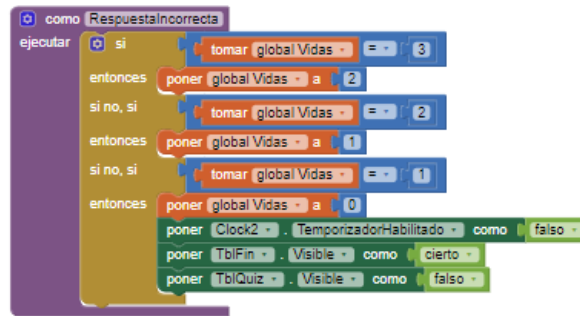 como RespuestaIncorrecta
ejecutar si tomar global Vidas = 3
entonces poner global Vidas a 2
si no, si tomar global Vidas = 2
entonces poner global Vidas a 1
si no, si tomar global Vidas = 1
entonces poner global Vidas a 0
poner Clock2 . TemporizadorHabilitado como falso
poner TblFin . Visible como cierto
poner TblQuiz . Visible como falso